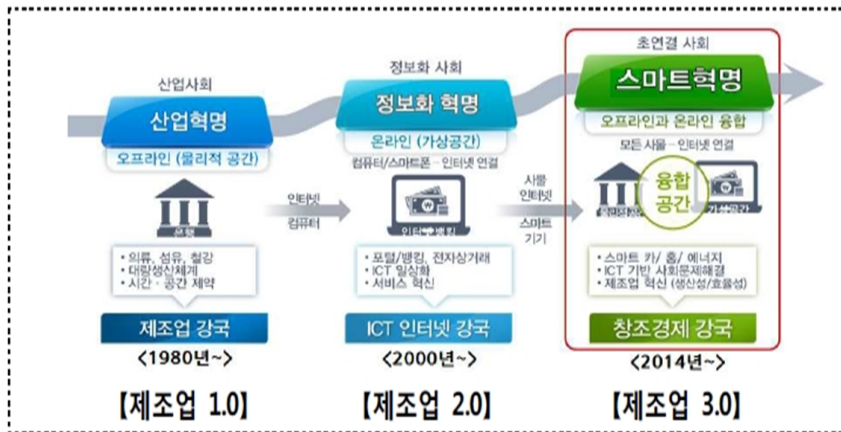 산업사회
산업혁명
오프라인 (물리적 공간)
은행
• 의류, 섬유, 철강
• 대량생산체계
• 시간 · 공간 제약
제조업 강국
<1980년~>
【제조업 1.0】
인터넷
컴퓨터
정보화 사회
정보화 혁명
온라인 (가상공간)
컴퓨터/스마트폰 – 인터넷 연결
인터넷 뱅킹
• 포털/뱅킹, 전자상거래
• ICT 일상화
• 서비스 혁신
ICT 인터넷 강국
<2000년~>
【제조업 2.0】
사물
인터넷
스마트
기기
초연결 사회
스마트혁명
오프라인과 온라인 융합
모든 사물 – 인터넷 연결
물리적공간
융합
공간
가상공간
• 스마트 카/ 홈/ 에너지
• ICT 기반 사회문제해결
• 제조업 혁신 (생산성/효율성)
창조경제 강국
<2014년~>
【제조업 3.0】